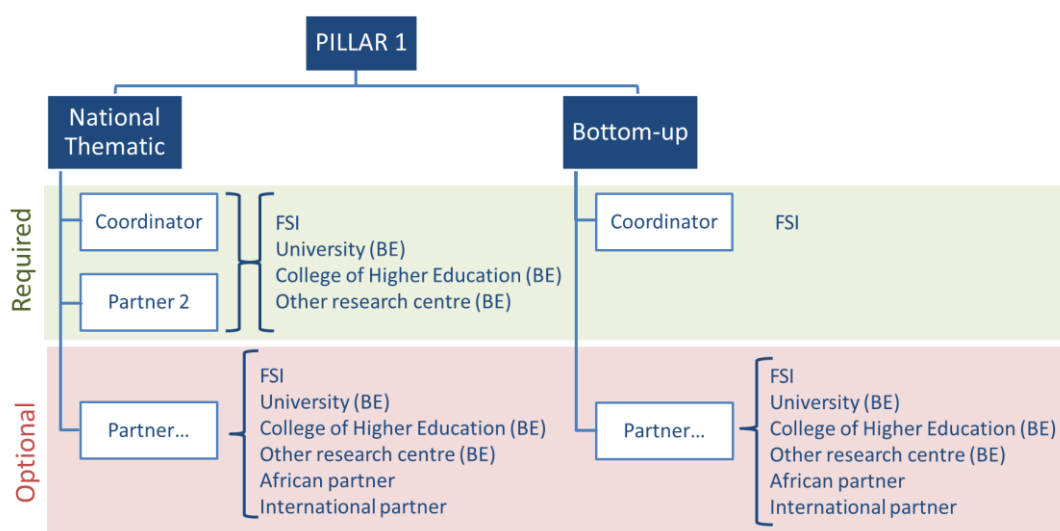 PILLAR 1
National
Thematic
Bottom-up
Required
Coordinator
Partner 2
FSI
University (BE)
College of Higher Education (BE)
Other research centre (BE)
Coordinator
FSI
Optional
Partner...
FSI
University (BE)
College of Higher Education (BE)
Other research centre (BE)
African partner
International partner
Partner...
FSI
University (BE)
College of Higher Education (BE)
Other research centre (BE)
African partner
International partner